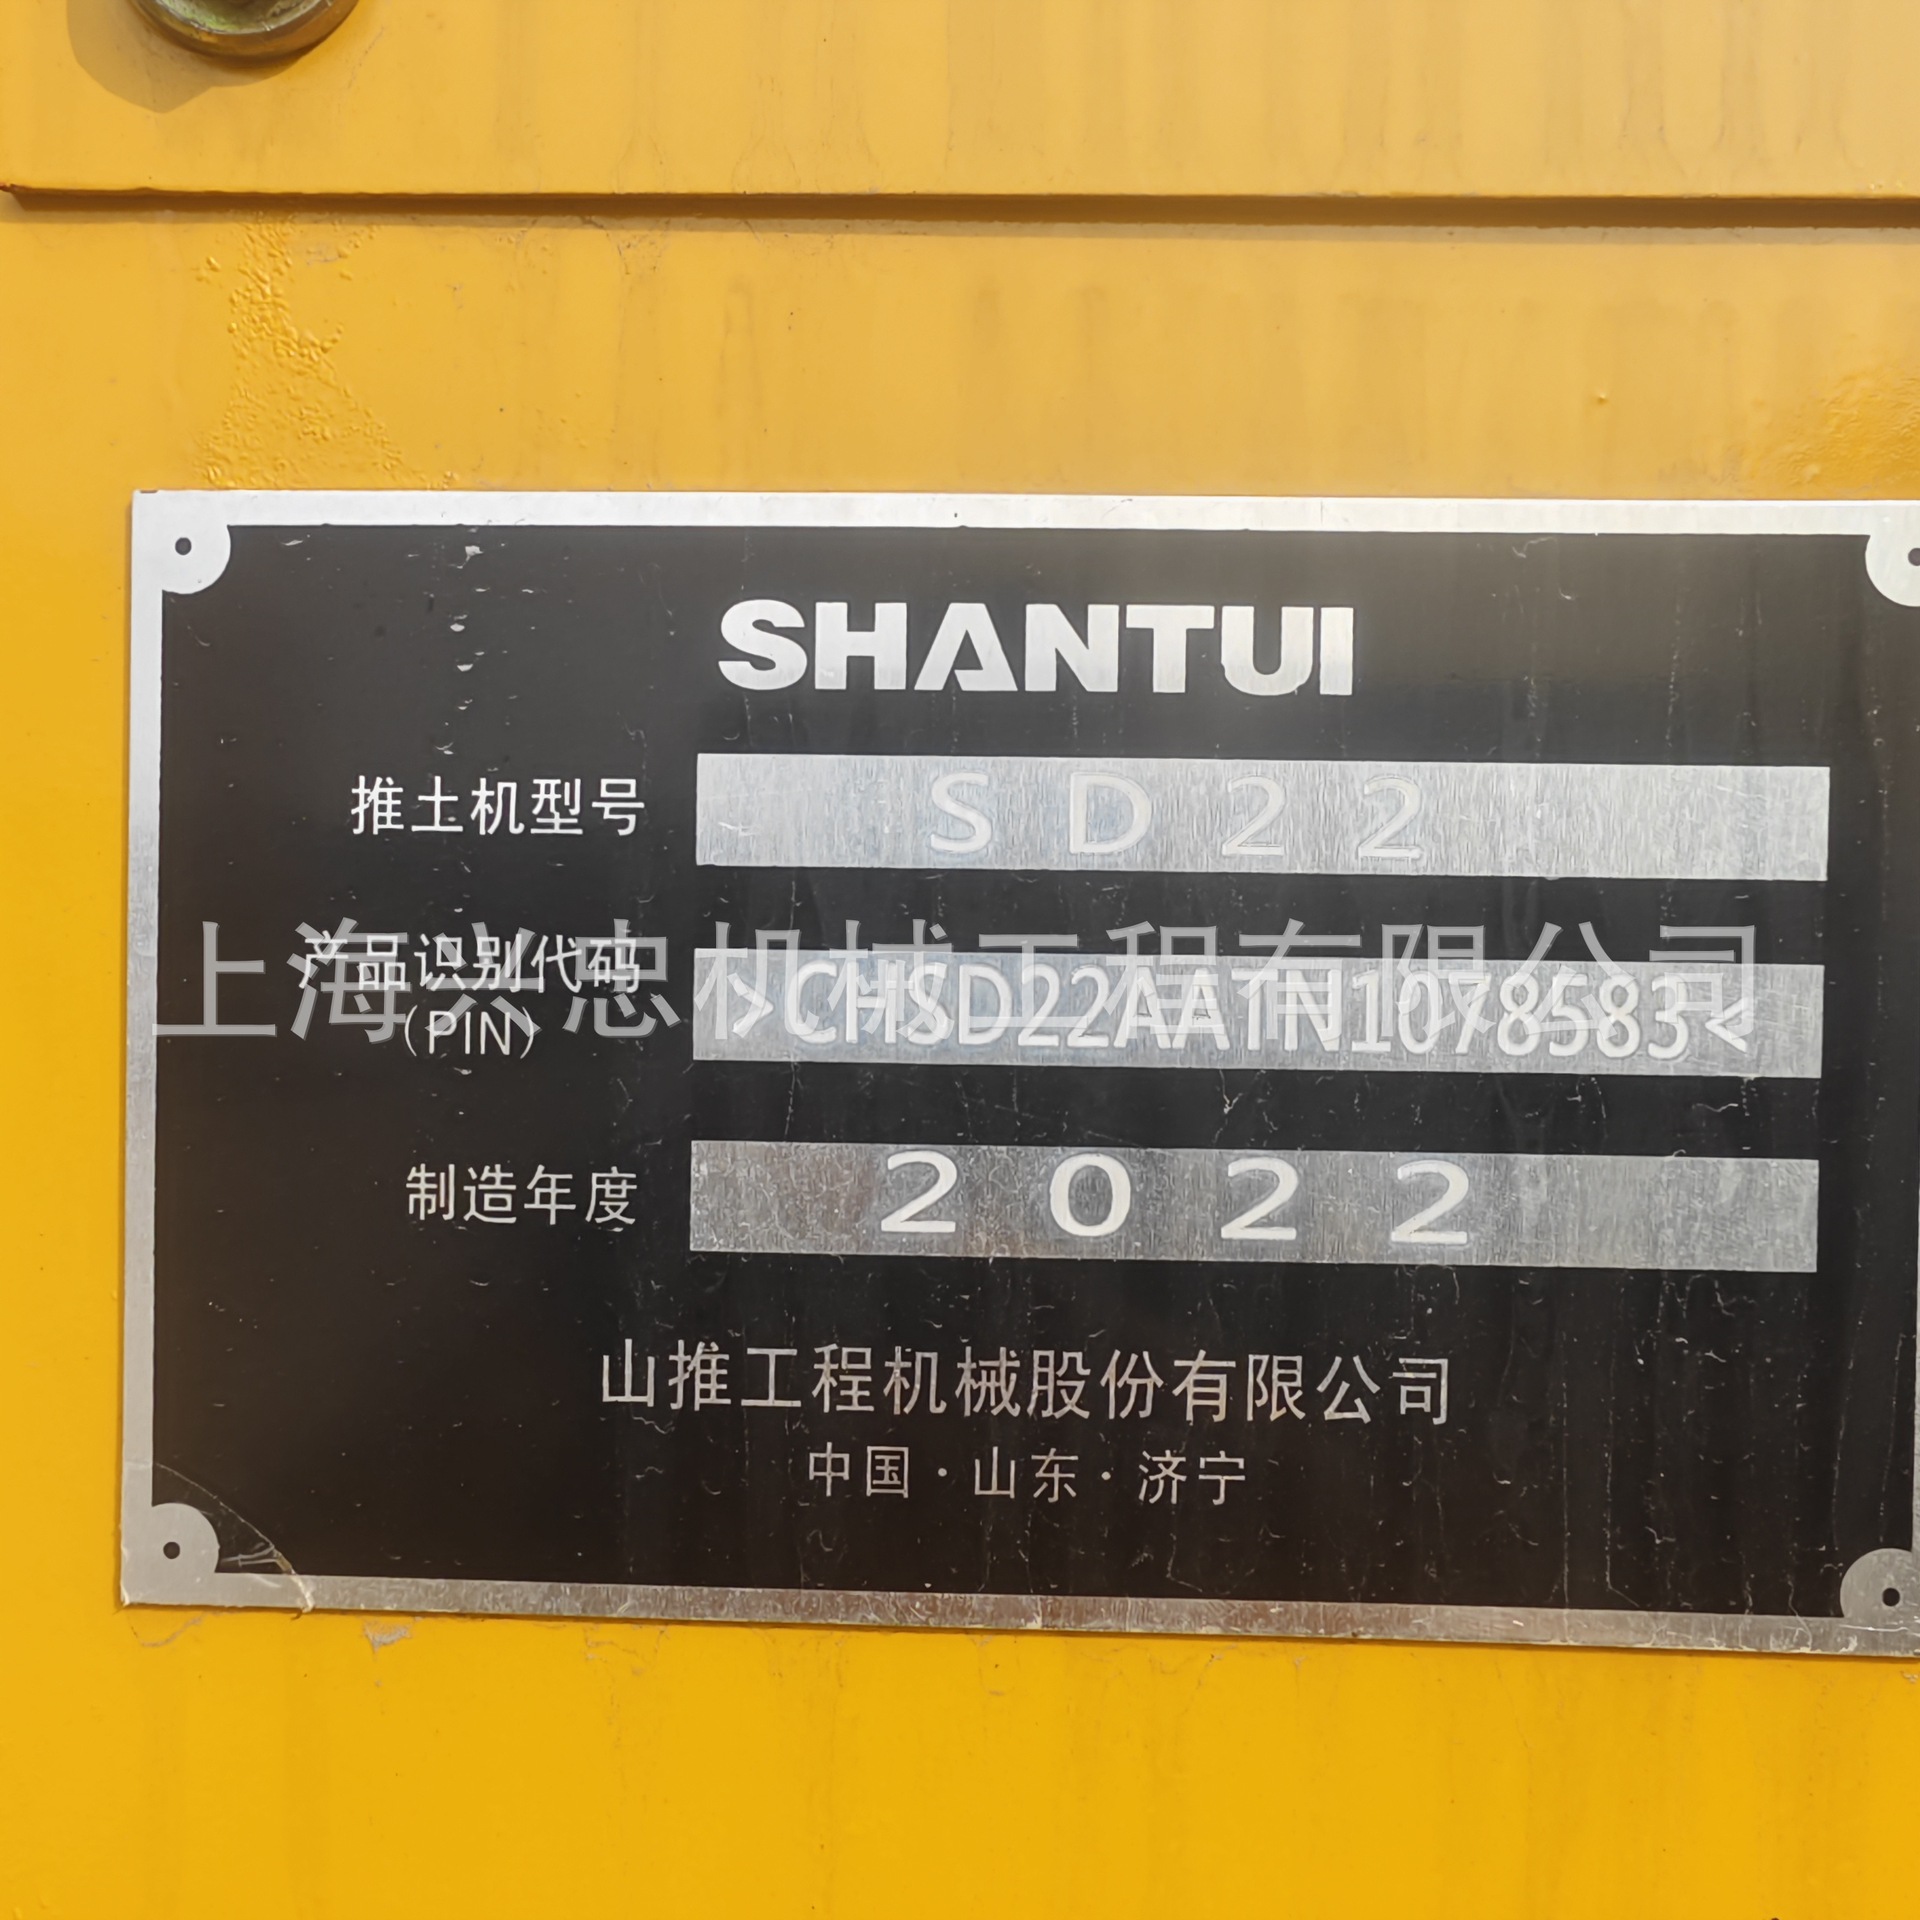 SHANTUI
推土机型号 SD22
产品识别代码 >CHSD22AATN1078583<
(PIN)
上海兴忠机械工程有限公司
制造年度 2022
山推工程机械股份有限公司
中国·山东·济宁